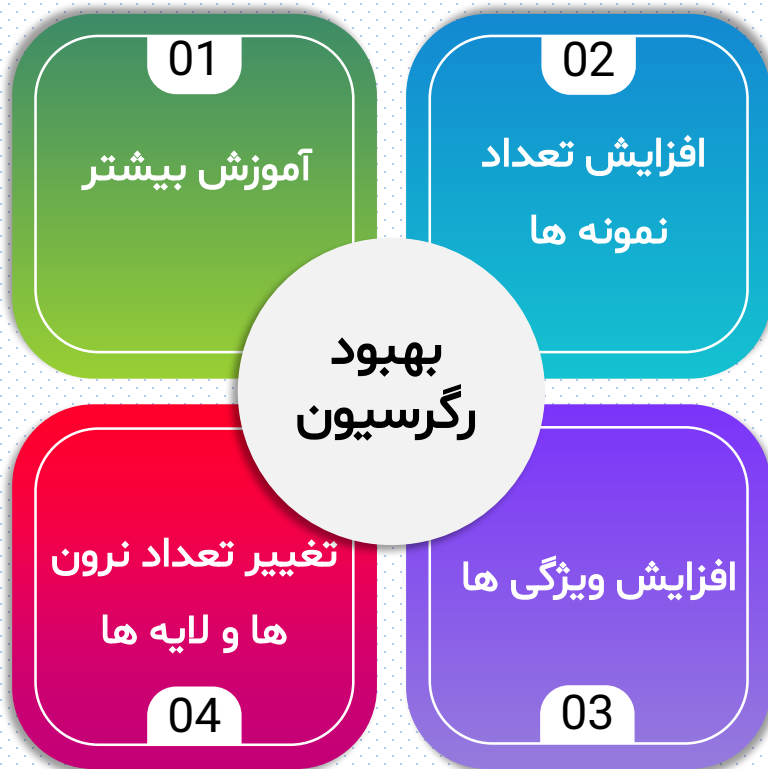 01
آموزش بیشتر
02
افزایش تعداد
نمونه ها
بهبود
رگرسیون
03
افزایش ویژگی ها
04
تغییر تعداد نرون
ها و لایه ها